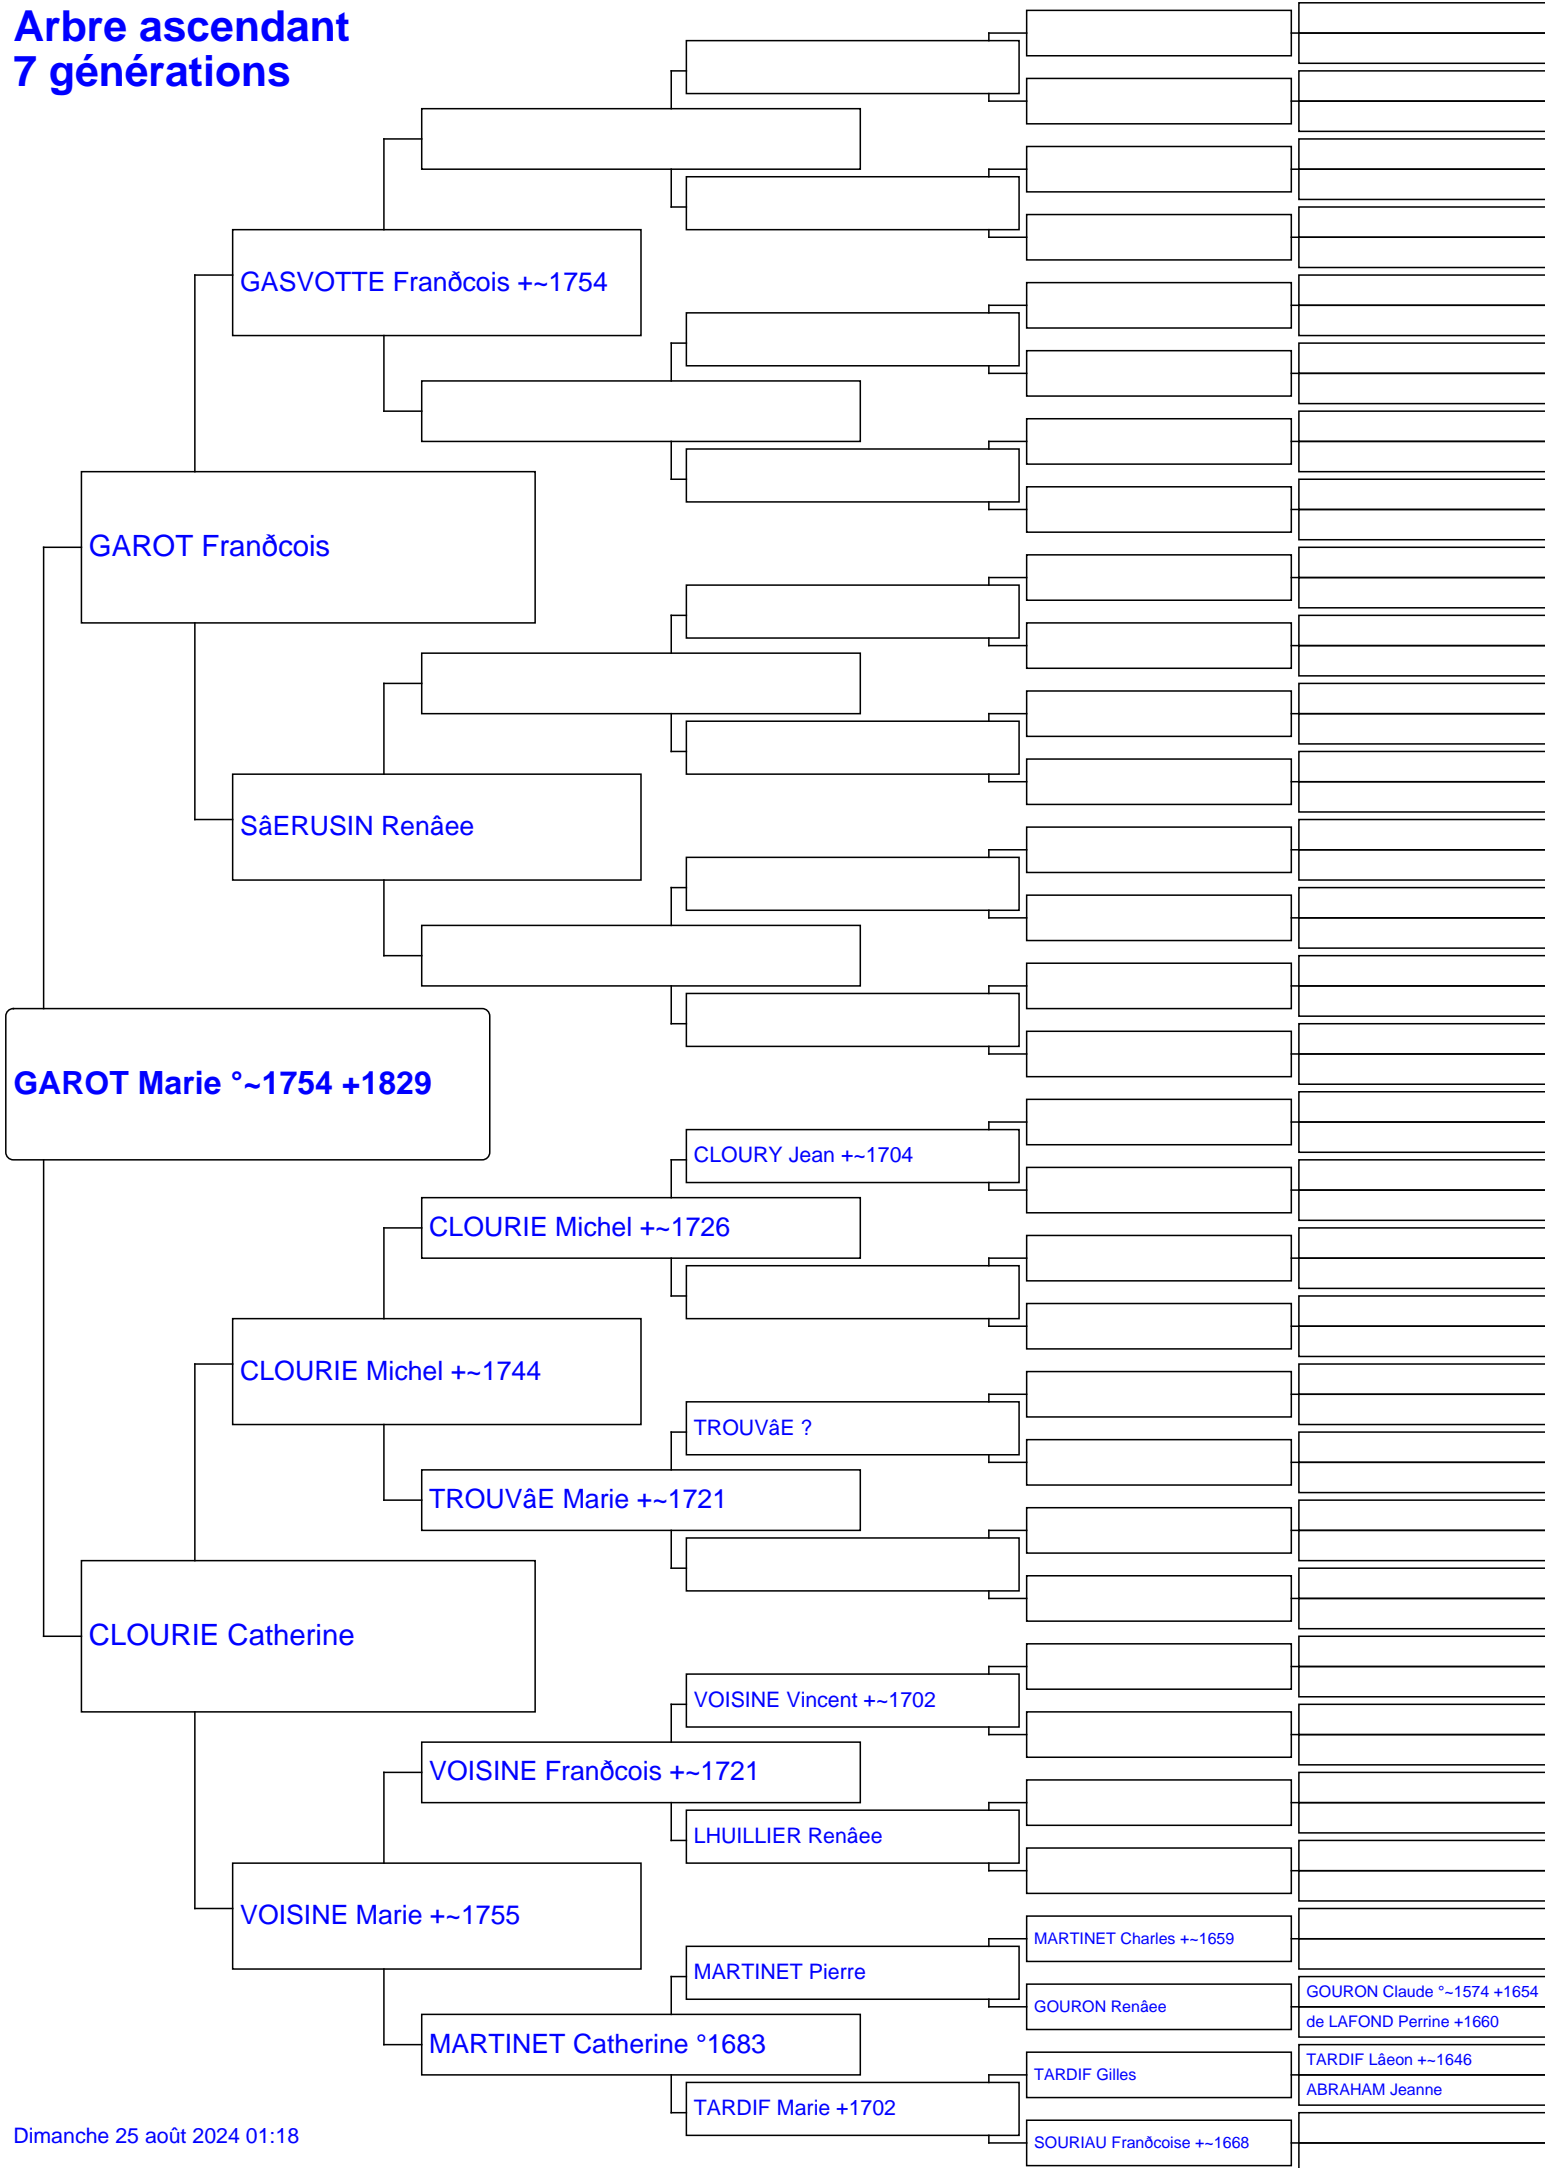 Arbre ascendant
7 générations
GASVOTTE Franðcois +~1754
GAROT Franðcois
SâERUSIN Renâee
GAROT Marie °~1754 +1829
CLOURY Jean +~1704
CLOURIE Michel +~1726
CLOURIE Michel +~1744
TROUVâE ?
TROUVâE Marie +~1721
CLOURIE Catherine
VOISINE Vincent +~1702
VOISINE Franðcois +~1721
LHUILLIER Renâee
VOISINE Marie +~1755
MARTINET Charles +~1659
MARTINET Pierre
GOURON Claude °~1574 +1654
GOURON Renâee
de LAFOND Perrine +1660
MARTINET Catherine °1683
TARDIF Lâeon +~1646
TARDIF Gilles
ABRAHAM Jeanne
TARDIF Marie +1702
SOURIAU Franðcoise +~1668
Dimanche 25 août 2024 01:18